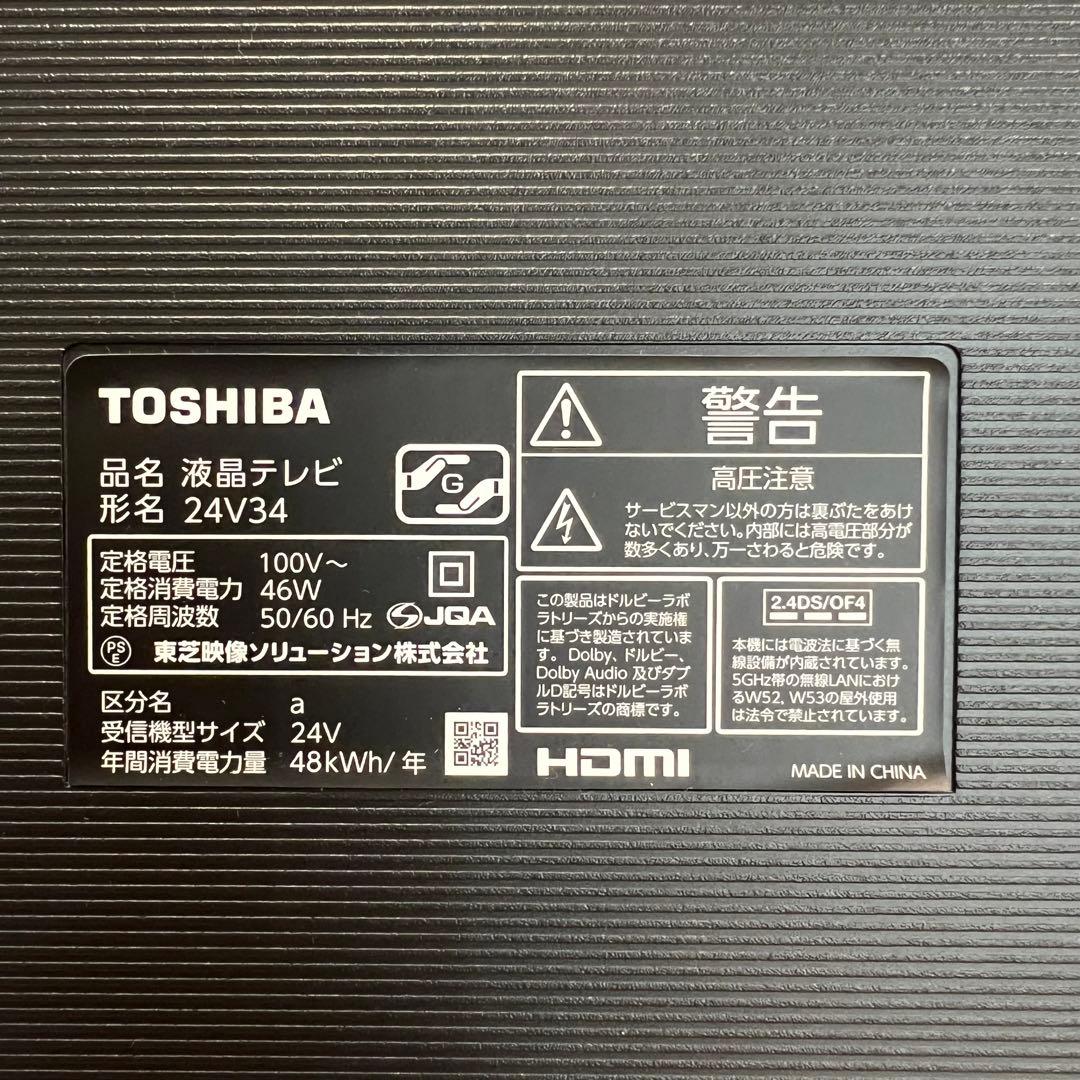 TOSHIBA
品名 液晶テレビ
形名 24V34
G
定格電圧 100V～
定格消費電力 46W
定格周波数 50/60 Hz
JQA
PSE
東芝映像ソリューション株式会社
区分名 a
受信機型サイズ 24V
年間消費電力量 48kWh/年
警告
高圧注意
サービスマン以外の方は裏ぶたをあけ
ないでください。内部には高電圧部分が
数多くあり、万一さわると危険です。
この製品はドルビーラボ
ラトリーズからの実施権
に基づき製造されていま
す。Dolby、ドルビー、
Dolby Audio 及びダブ
ルD記号はドルビーラボ
ラトリーズの商標です。
2.4DS/OF4
本機には電波法に基づく無
線設備が内蔵されています。
5GHz帯の無線LANにおけ
るW52, W53の屋外使用
は法令で禁止されています。
HDMI
MADE IN CHINA